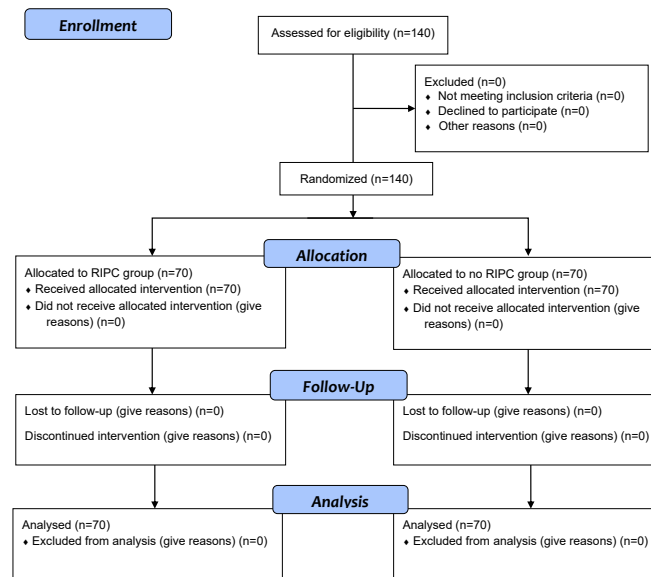 Enrollment
Assessed for eligibility (n=140)
Excluded (n=0)
♦ Not meeting inclusion criteria (n=0)
♦ Declined to participate (n=0)
♦ Other reasons (n=0)
Randomized (n=140)
Allocation
Allocated to RIPC group (n=70)
♦ Received allocated intervention (n=70)
♦ Did not receive allocated intervention (give
reasons) (n=0)
Allocated to no RIPC group (n=70)
♦ Received allocated intervention (n=70)
♦ Did not receive allocated intervention (give
reasons) (n=0)
Follow-Up
Lost to follow-up (give reasons) (n=0)
Discontinued intervention (give reasons) (n=0)
Lost to follow-up (give reasons) (n=0)
Discontinued intervention (give reasons) (n=0)
Analysis
Analysed (n=70)
♦ Excluded from analysis (give reasons) (n=0)
Analysed (n=70)
♦ Excluded from analysis (give reasons) (n=0)